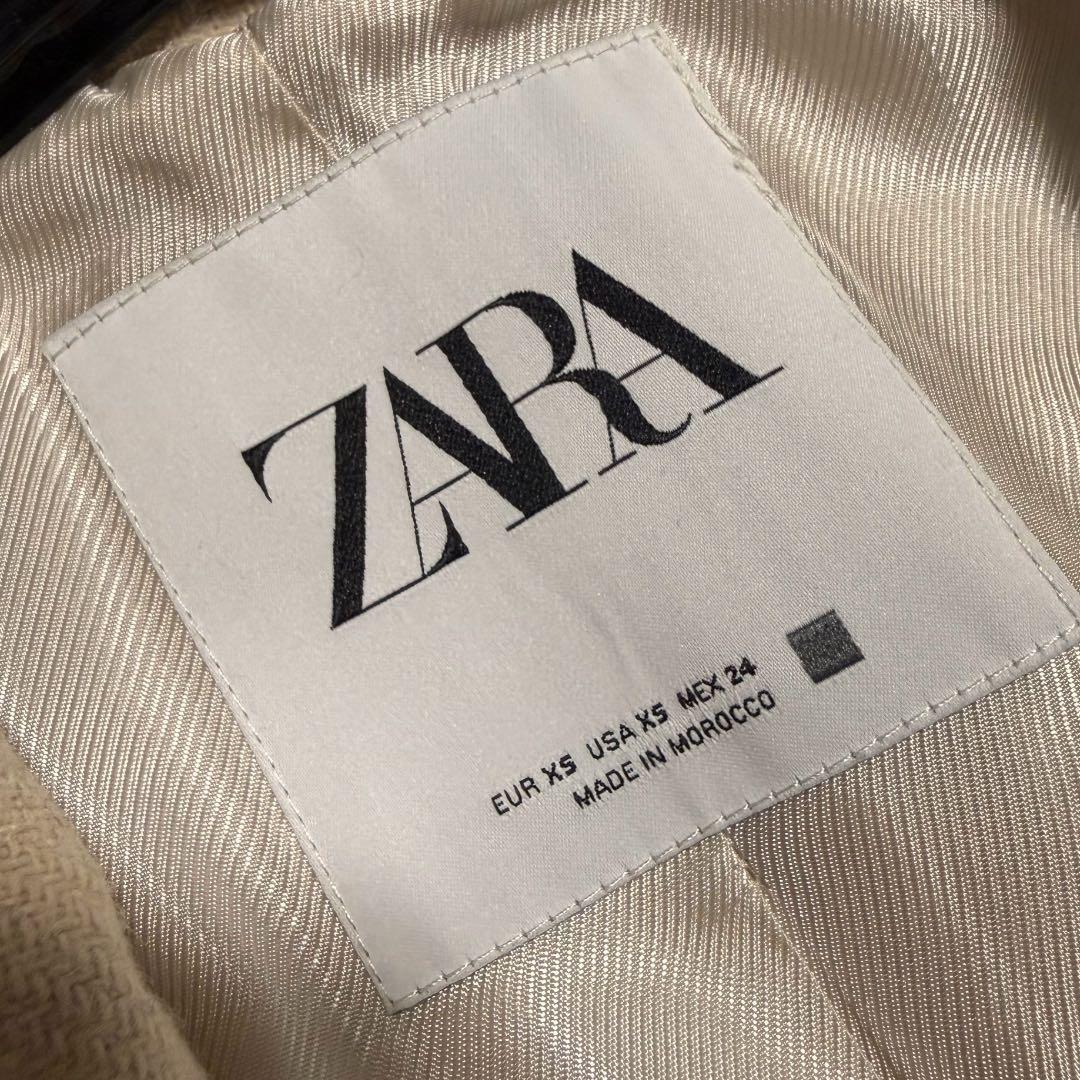 ZARA
EUR XS USA XS MEX 24
MADE IN MOROCCO